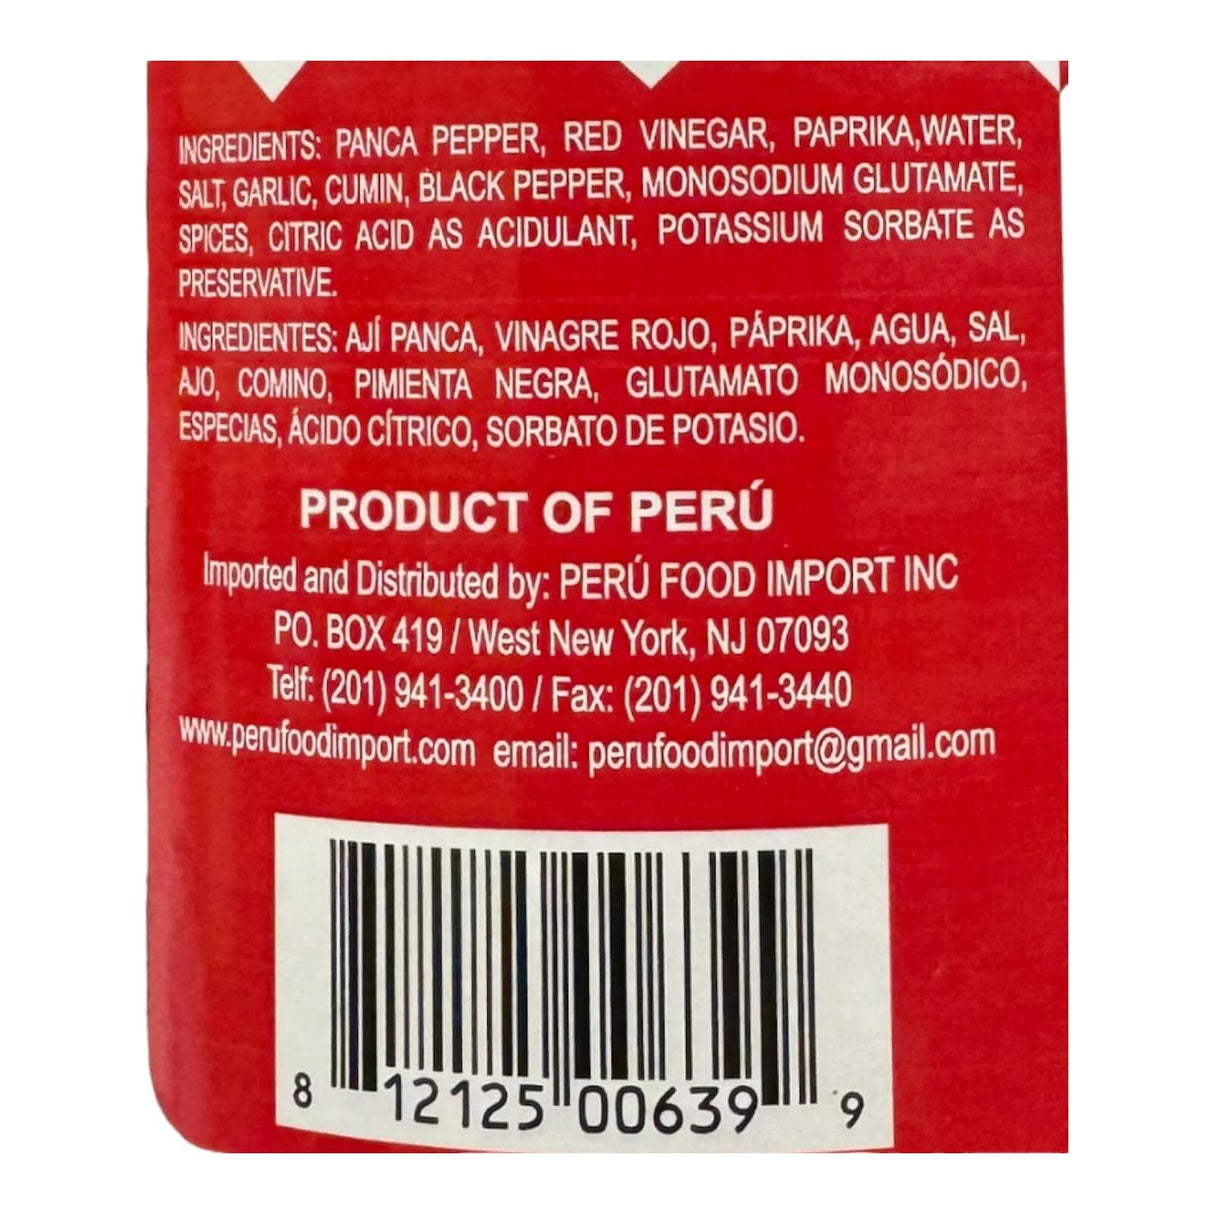 INGREDIENTS: PANCA PEPPER, RED VINEGAR, PAPRIKA,WATER,
SALT, GARLIC, CUMIN, BLACK PEPPER, MONOSODIUM GLUTAMATE,
SPICES, CITRIC ACID AS ACIDULANT, POTASSIUM SORBATE AS
PRESERVATIVE.
INGREDIENTES: AJÍ PANCA, VINAGRE ROJO, PÁPRIKA, AGUA, SAL,
AJO, COMINO, PIMIENTA NEGRA, GLUTAMATO MONOSÓDICO,
ESPECIAS, ÁCIDO CÍTRICO, SORBATO DE POTASIO.
PRODUCT OF PERÚ
Imported and Distributed by: PERÚ FOOD IMPORT INC
PO. BOX 419 / West New York, NJ 07093
Telf: (201) 941-3400 / Fax: (201) 941-3440
www.perufoodimport.com email: perufoodimport@gmail.com
8 12125 00639 9